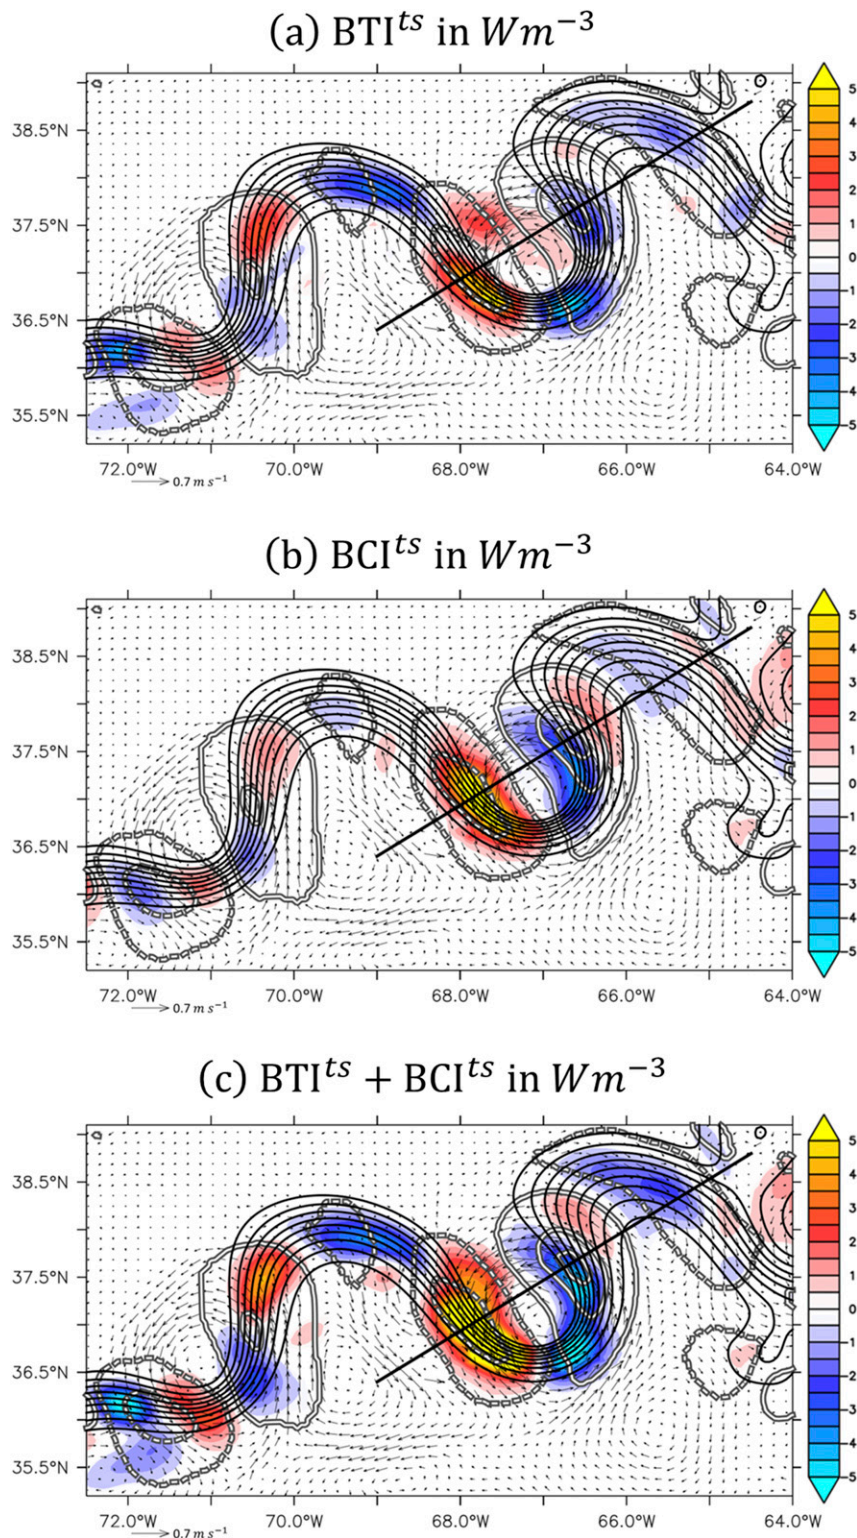 (a) BTI^ts in Wm^−3
38.5°N
37.5°N
36.5°N
35.5°N
5
4
3
2
1
0
-1
-2
-3
-4
-5
72.0°W 70.0°W 68.0°W 66.0°W 64.0°W
0.7 m s^−1
(b) BCI^ts in Wm^−3
38.5°N
37.5°N
36.5°N
35.5°N
5
4
3
2
1
0
-1
-2
-3
-4
-5
72.0°W 70.0°W 68.0°W 66.0°W 64.0°W
0.7 m s^−1
(c) BTI^ts + BCI^ts in Wm^−3
38.5°N
37.5°N
36.5°N
35.5°N
5
4
3
2
1
0
-1
-2
-3
-4
-5
72.0°W 70.0°W 68.0°W 66.0°W 64.0°W
0.7 m s^−1